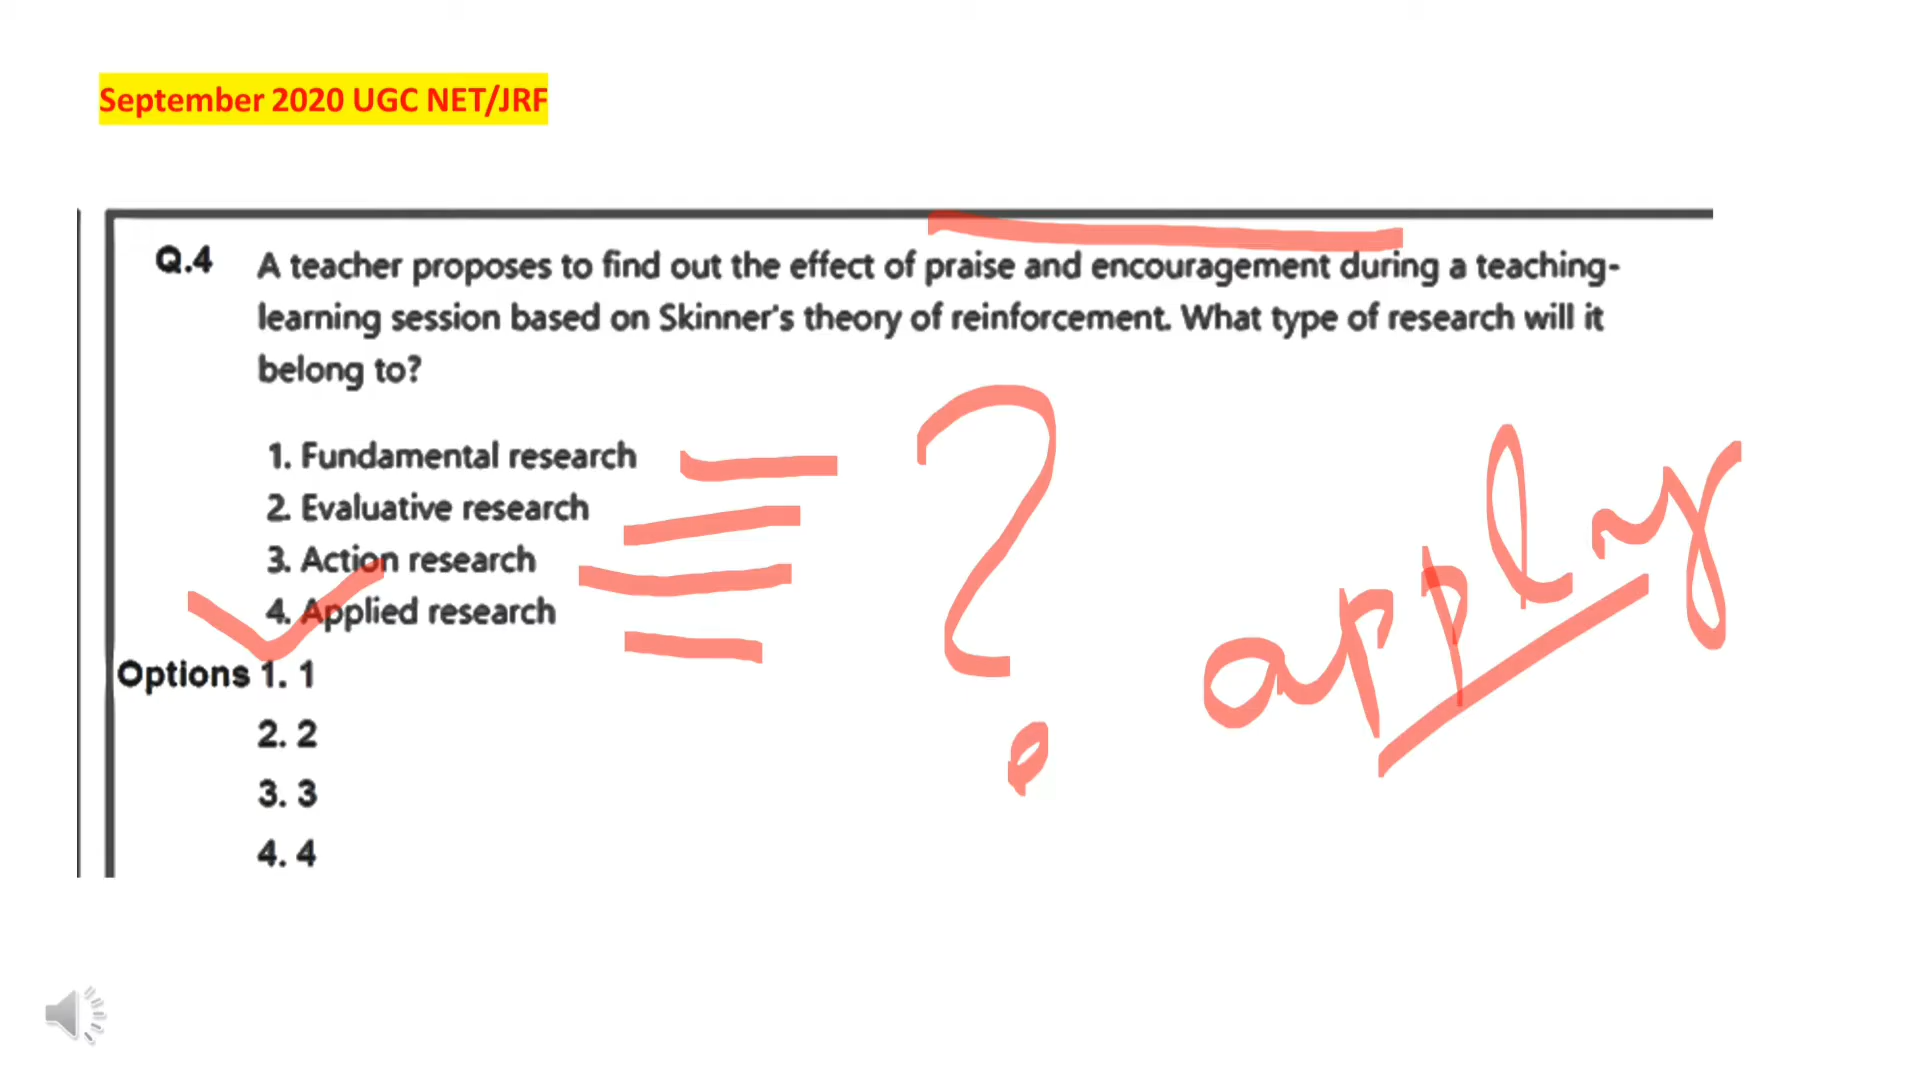 September 2020 UGC NET/JRF
Q.4 A teacher proposes to find out the effect of praise and encouragement during a teaching-
learning session based on Skinner's theory of reinforcement. What type of research will it
belong to?
1. Fundamental research
2. Evaluative research
3. Action research
4. Applied research
Options 1. 1
2. 2
3. 3
4. 4
?
apply